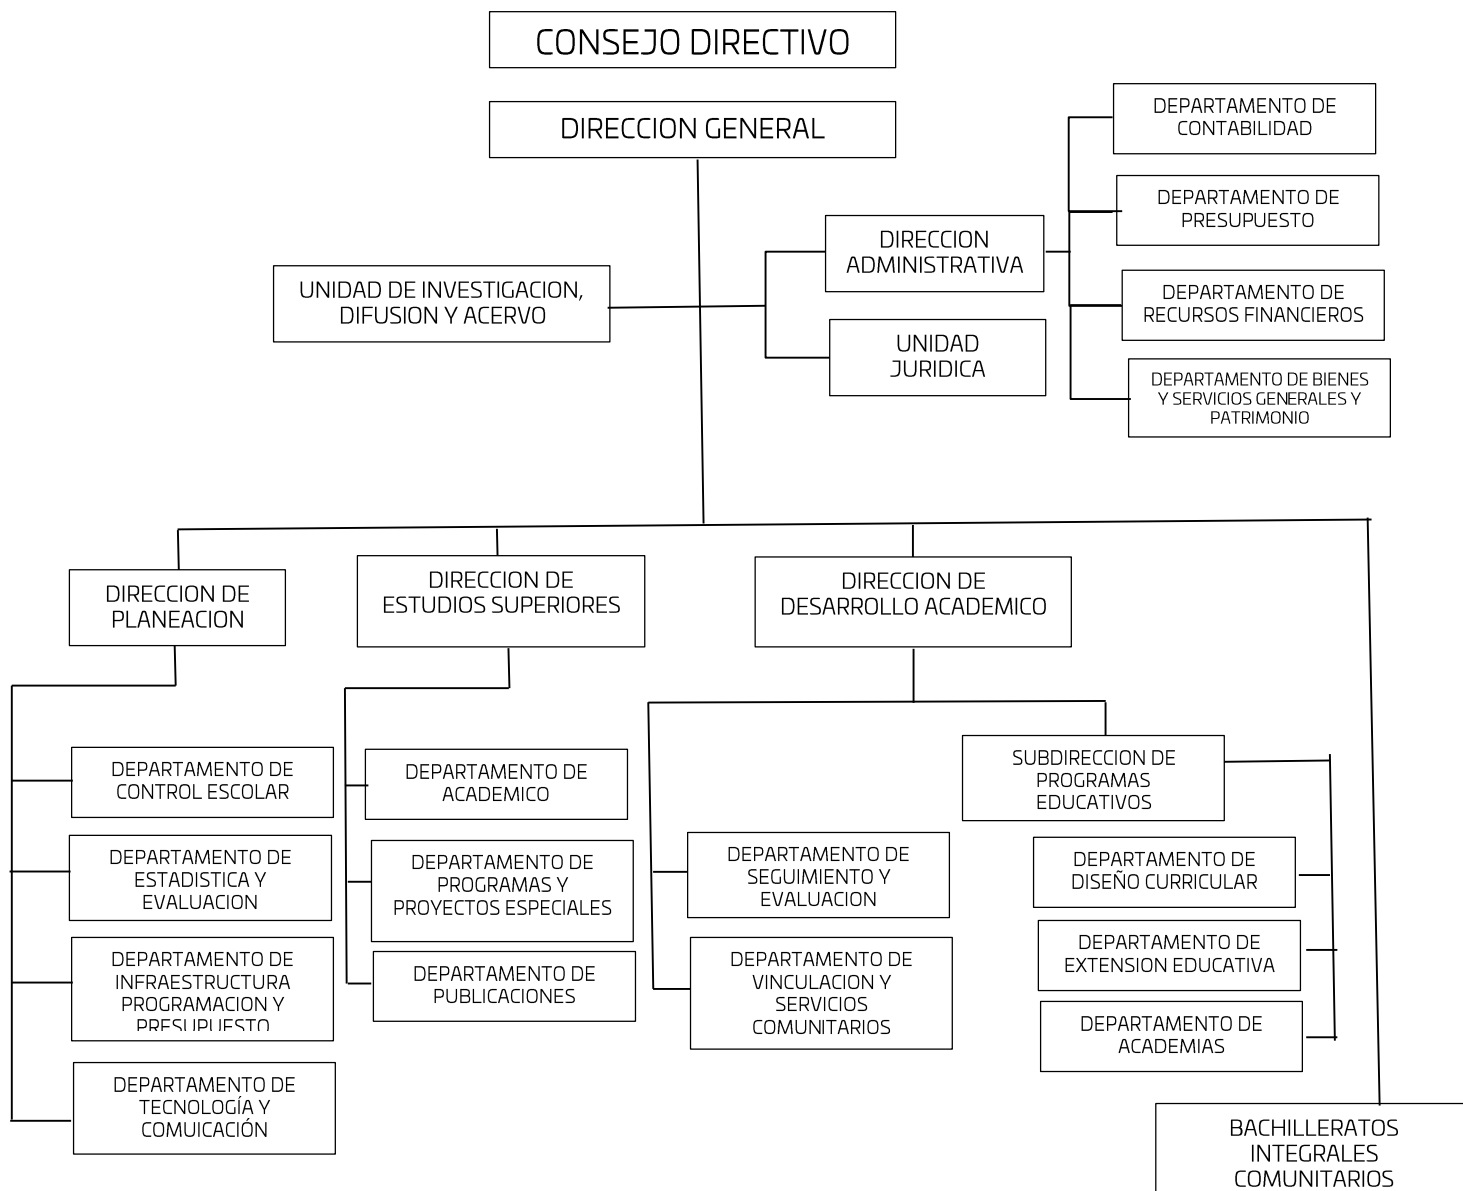 CONSEJO DIRECTIVO
DIRECCION GENERAL
DEPARTAMENTO DE
CONTABILIDAD
DEPARTAMENTO DE
PRESUPUESTO
DIRECCION
ADMINISTRATIVA
UNIDAD DE INVESTIGACION,
DIFUSION Y ACERVO
DEPARTAMENTO DE
RECURSOS FINANCIEROS
UNIDAD
JURIDICA
DEPARTAMENTO DE BIENES
Y SERVICIOS GENERALES Y
PATRIMONIO
DIRECCION DE
PLANEACION
DIRECCION DE
ESTUDIOS SUPERIORES
DIRECCION DE
DESARROLLO ACADEMICO
DEPARTAMENTO DE
CONTROL ESCOLAR
DEPARTAMENTO DE
ESTADISTICA Y
EVALUACION
DEPARTAMENTO DE
INFRAESTRUCTURA
PROGRAMACION Y
PRESUPUESTO
DEPARTAMENTO DE
TECNOLOGÍA Y
COMUICACIÓN
DEPARTAMENTO DE
ACADEMICO
DEPARTAMENTO DE
PROGRAMAS Y
PROYECTOS ESPECIALES
DEPARTAMENTO DE
PUBLICACIONES
DEPARTAMENTO DE
SEGUIMIENTO Y
EVALUACION
DEPARTAMENTO DE
VINCULACION Y
SERVICIOS
COMUNITARIOS
SUBDIRECCION DE
PROGRAMAS
EDUCATIVOS
DEPARTAMENTO DE
DISEÑO CURRICULAR
DEPARTAMENTO DE
EXTENSION EDUCATIVA
DEPARTAMENTO DE
ACADEMIAS
BACHILLERATOS
INTEGRALES
COMUNITARIOS